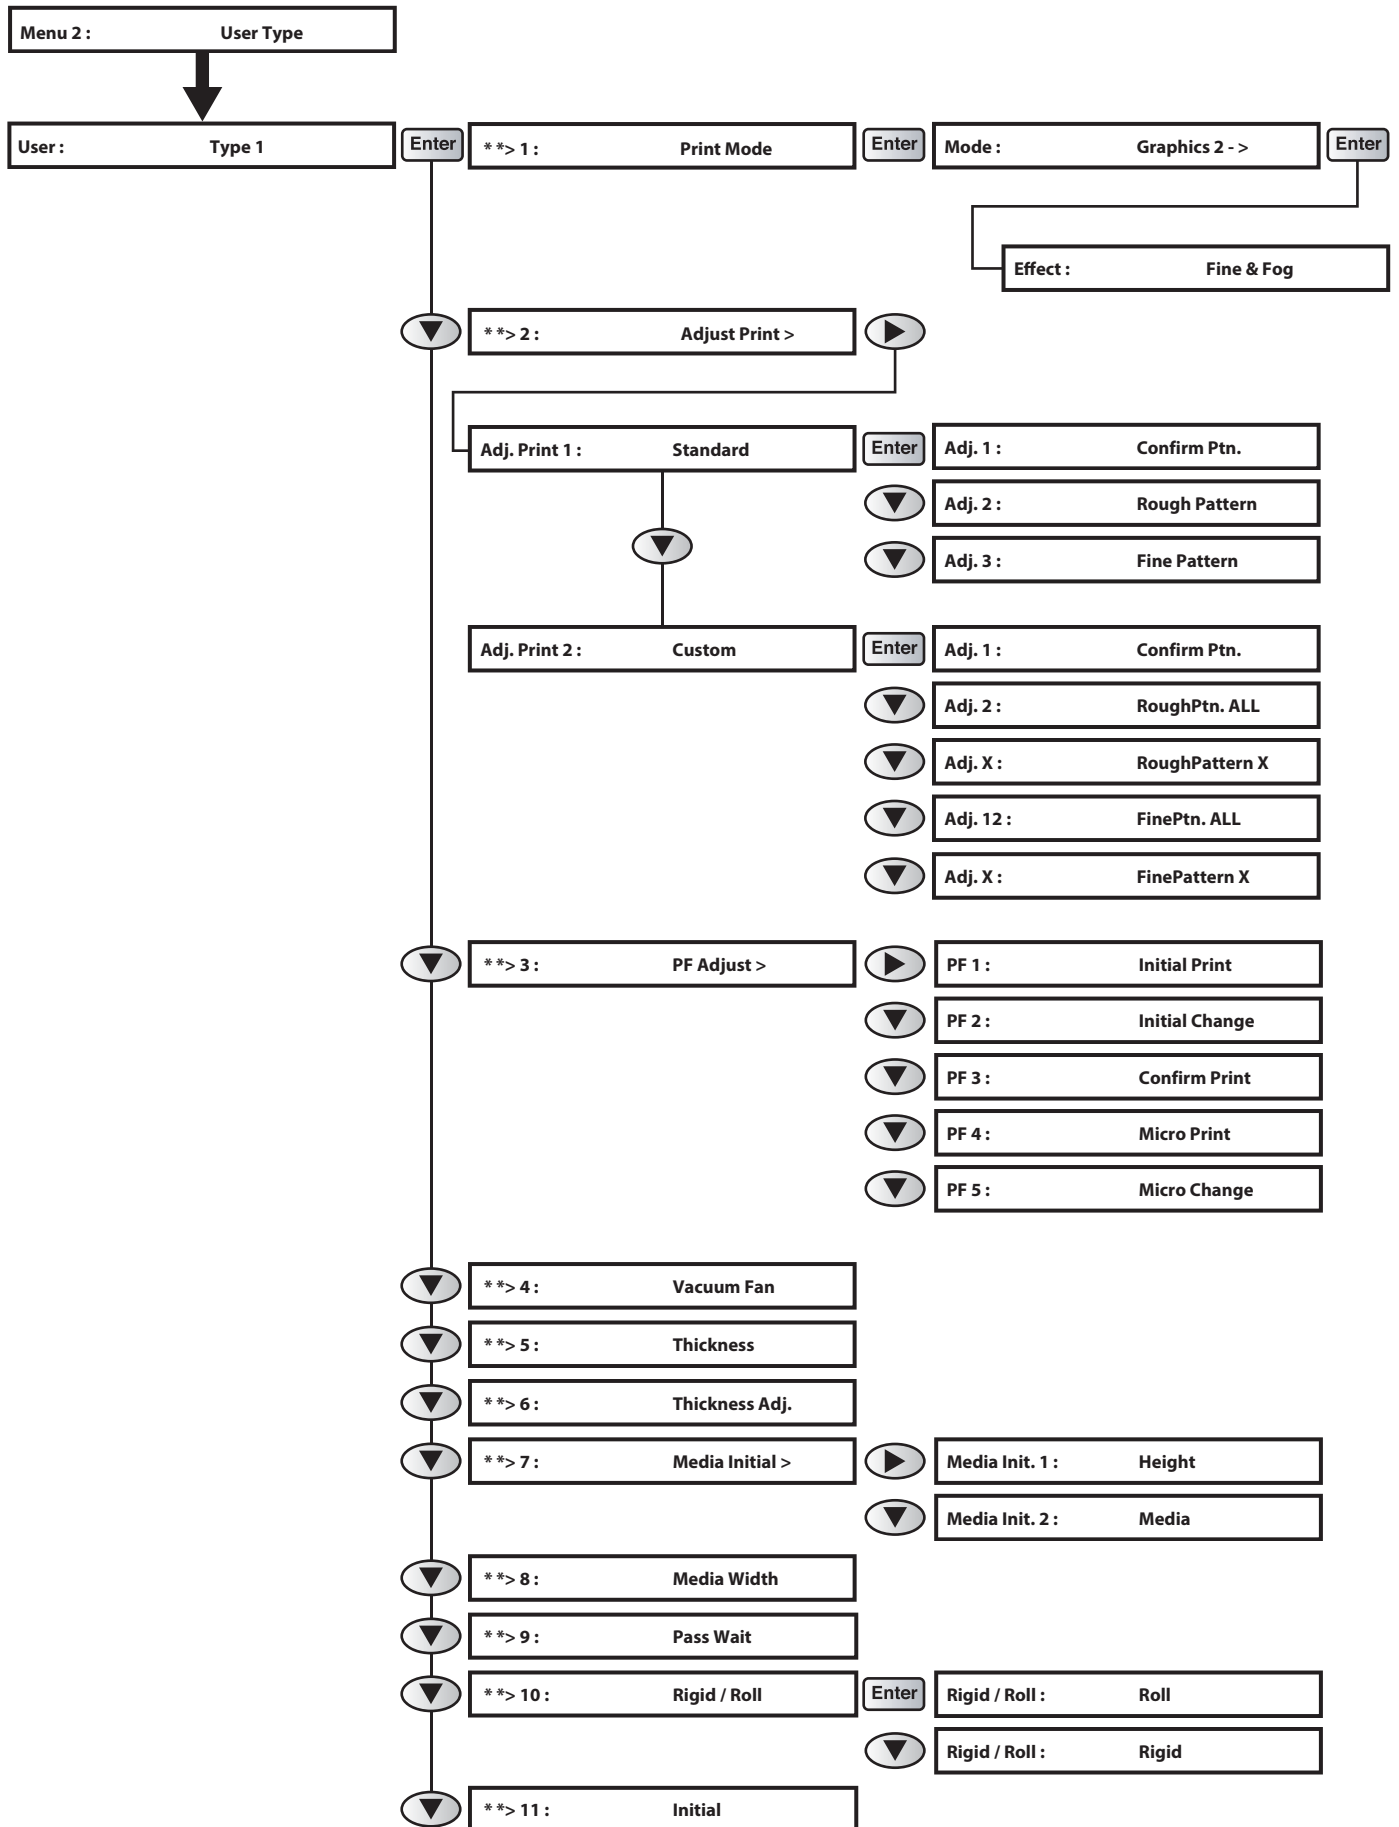 Menu 2 : User Type
User : Type 1 Enter * *> 1 : Print Mode Enter Mode : Graphics 2 - > Enter
Effect : Fine & Fog
* *> 2 : Adjust Print >
Adj. Print 1 : Standard Enter Adj. 1 : Confirm Ptn.
Adj. 2 : Rough Pattern
Adj. 3 : Fine Pattern
Adj. Print 2 : Custom Enter Adj. 1 : Confirm Ptn.
Adj. 2 : RoughPtn. ALL
Adj. X : RoughPattern X
Adj. 12 : FinePtn. ALL
Adj. X : FinePattern X
* *> 3 : PF Adjust > PF 1 : Initial Print
PF 2 : Initial Change
PF 3 : Confirm Print
PF 4 : Micro Print
PF 5 : Micro Change
* *> 4 : Vacuum Fan
* *> 5 : Thickness
* *> 6 : Thickness Adj.
* *> 7 : Media Initial > Media Init. 1 : Height
Media Init. 2 : Media
* *> 8 : Media Width
* *> 9 : Pass Wait
* *> 10 : Rigid / Roll Enter Rigid / Roll : Roll
Rigid / Roll : Rigid
* *> 11 : Initial